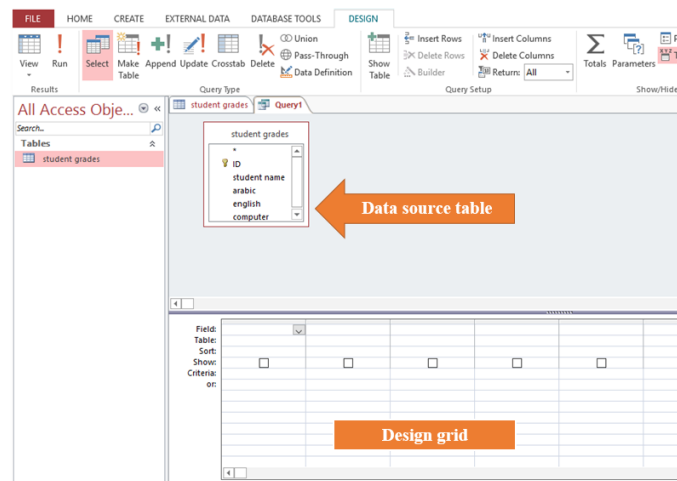 FILE HOME CREATE EXTERNAL DATA DATABASE TOOLS DESIGN
View Run Select Make Table Append Update Crosstab Delete
Union
Pass-Through
Data Definition
Show Table
Insert Rows
Delete Rows
Builder
Insert Columns
Delete Columns
Return: All
Totals Parameters
Results Query Type Query Setup Show/Hide
All Access Obje... «
Search...
Tables
student grades
student grades Query1
student grades
*
ID
student name
arabic
english
computer
Data source table
Field:
Table:
Sort:
Show:
Criteria:
or:
Design grid